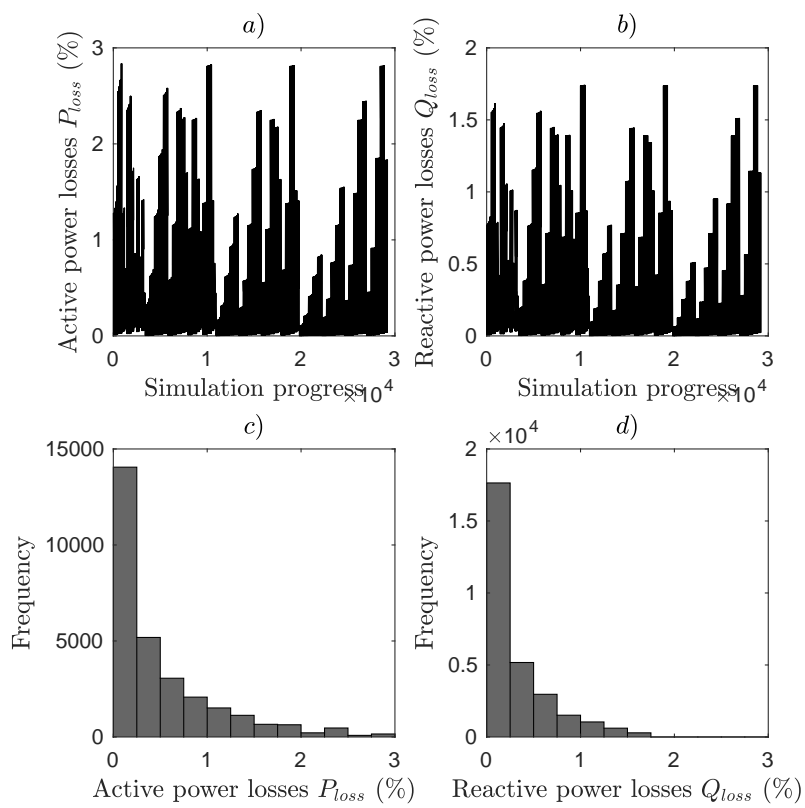 a)
3
2
1
0
0 1 2 3
×10^4
Active power losses P_loss (%)
Simulation progress
b)
2
1.5
1
0.5
0
0 1 2 3
×10^4
Reactive power losses Q_loss (%)
Simulation progress
c)
15000
10000
5000
0
0 1 2 3
Frequency
Active power losses P_loss (%)
d)
×10^4
2
1.5
1
0.5
0
0 1 2 3
Frequency
Reactive power losses Q_loss (%)